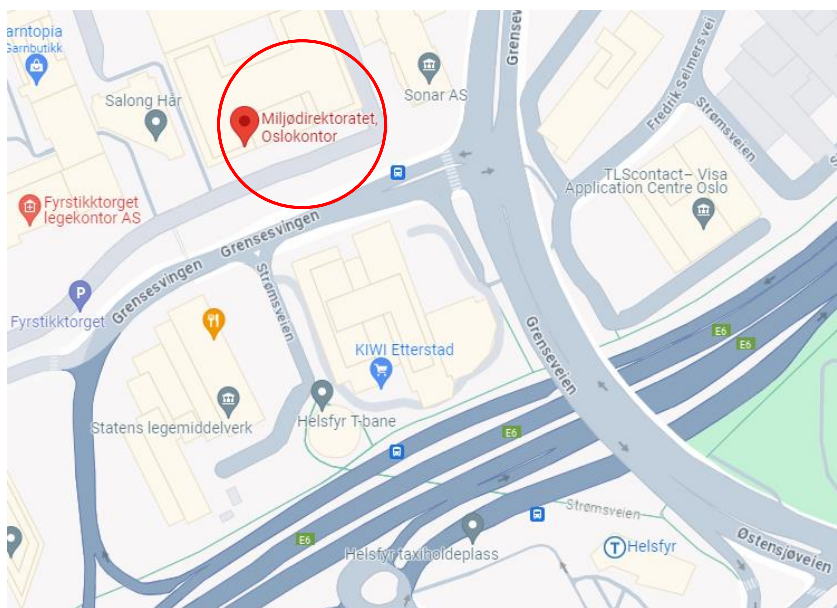 arntopia
Garnbutikk
Salong Hår
Miljødirektoratet,
Oslokontor
Sonar AS
Grensev
Fredrik Selmers vei
Strømsveien
TLScontact– Visa
Application Centre Oslo
Fyrstikktorget
legekontor AS
Grensesvingen
Grensesvingen
Strømsveien
P
Fyrstikktorget
KIWI Etterstad
Grenseveien
E6
E6
Statens legemiddelverk
Helsfyr T-bane
E6
Strømsveien
E6
Helsfyr taxiholdeplass
T Helsfyr
Østensjøveien